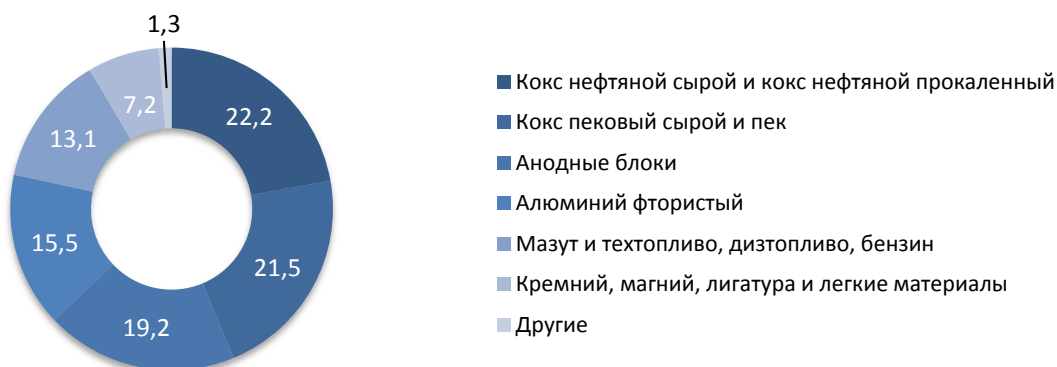 1,3
7,2
22,2
13,1
15,5
21,5
19,2
Кокс нефтяной сырой и кокс нефтяной прокаленный
Кокс пековый сырой и пек
Анодные блоки
Алюминий фтористый
Мазут и техтопливо, дизтопливо, бензин
Кремний, магний, лигатура и легкие материалы
Другие